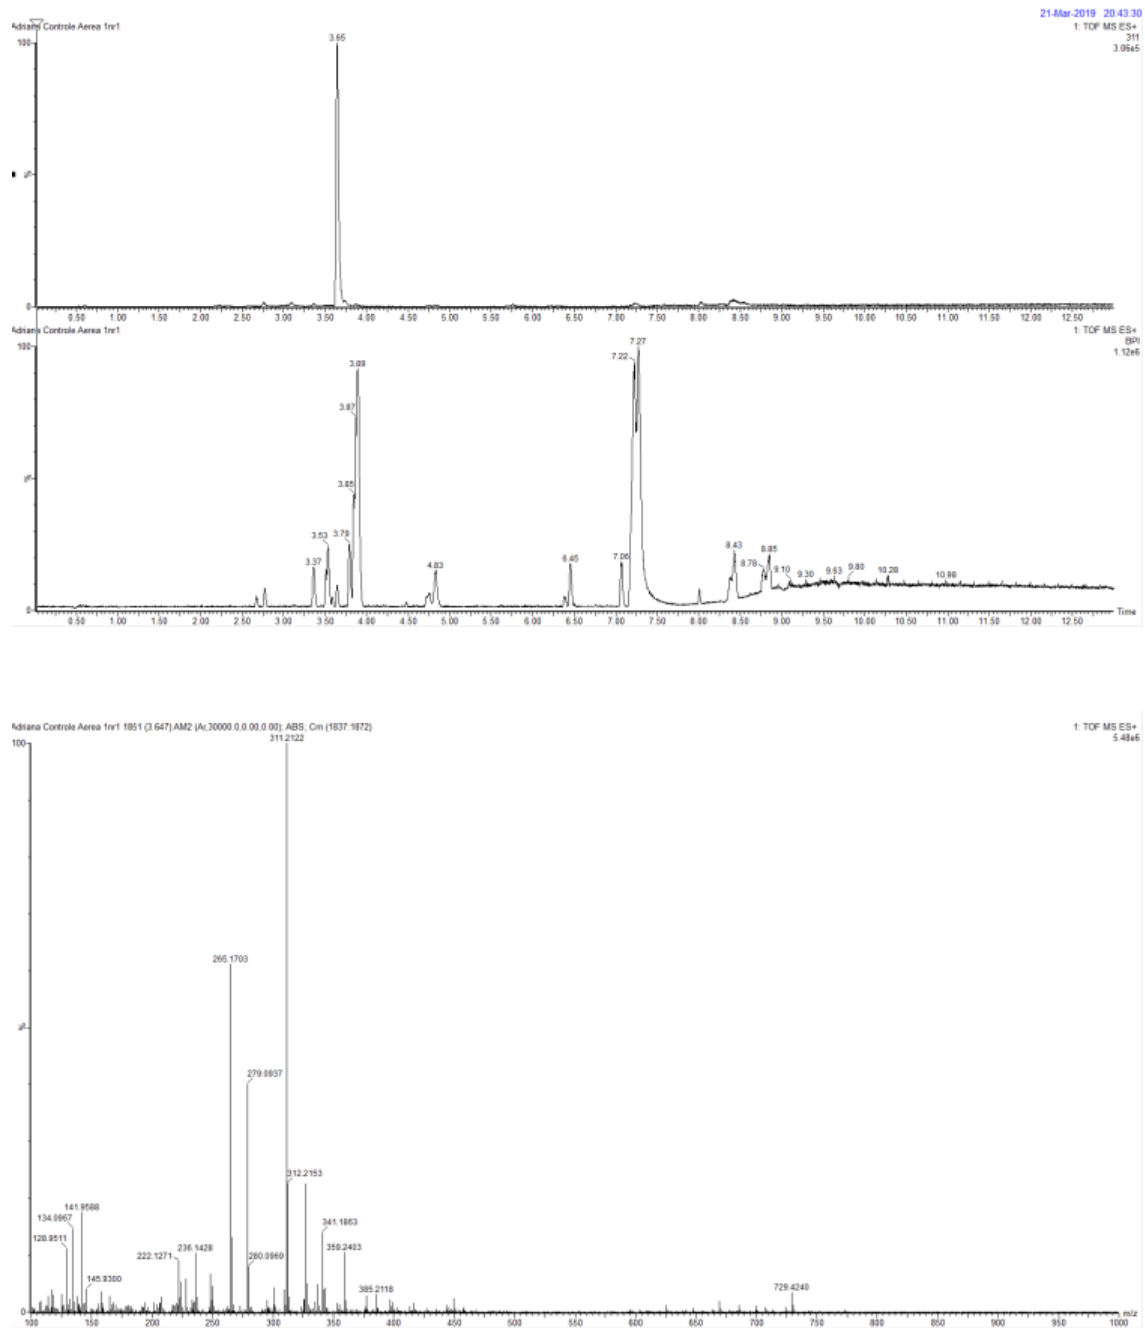 21-Mar-2019 20:43:30
Adriana Controle Aerea 1nr1
1: TOF MS ES+
311
3.06e5
100
3.65
%
0
0.50 1.00 1.50 2.00 2.50 3.00 3.50 4.00 4.50 5.00 5.50 6.00 6.50 7.00 7.50 8.00 8.50 9.00 9.50 10.00 10.50 11.00 11.50 12.00 12.50
Adriana Controle Aerea 1nr1
1: TOF MS ES+
BPI
1.12e6
100
7.27
7.22
3.89
3.87
%
3.85
3.53
3.79
3.37
4.83
6.45
7.06
8.43
8.78
8.85
9.10
9.30
9.63
9.80
10.28
10.98
0
Time
0.50 1.00 1.50 2.00 2.50 3.00 3.50 4.00 4.50 5.00 5.50 6.00 6.50 7.00 7.50 8.00 8.50 9.00 9.50 10.00 10.50 11.00 11.50 12.00 12.50
Adriana Controle Aerea 1nr1 1851 (3.647) AM2 (Ar,30000.0,0.00,0.00); ABS; Cm (1837:1872)
1: TOF MS ES+
5.48e6
100
311.2122
265.1703
%
279.0937
312.2153
141.9588
134.0967
128.9511
145.9300
222.1271
236.1428
280.0969
341.1863
359.2403
385.2118
729.4240
0
m/z
100 150 200 250 300 350 400 450 500 550 600 650 700 750 800 850 900 950 1000